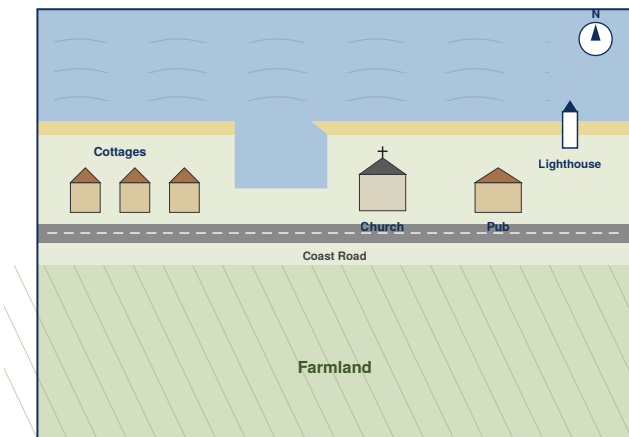 N
Cottages
Lighthouse
Church
Pub
Coast Road
Farmland